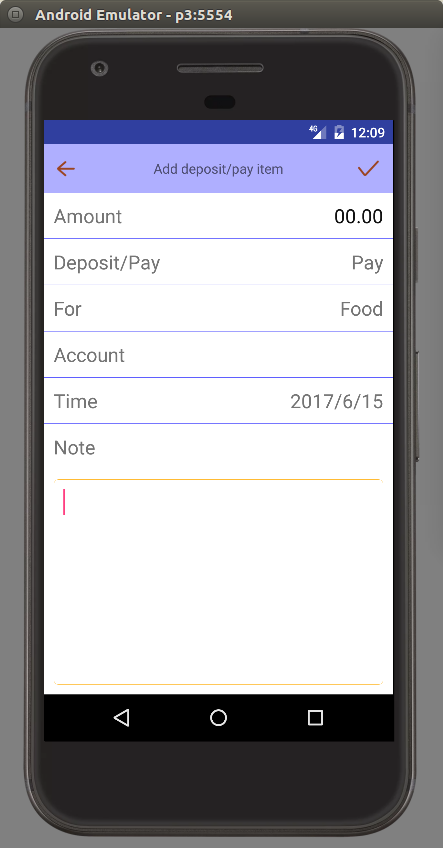 Android Emulator - p3:5554
4G 12:09
Add deposit/pay item
Amount 00.00
Deposit/Pay Pay
For Food
Account
Time 2017/6/15
Note